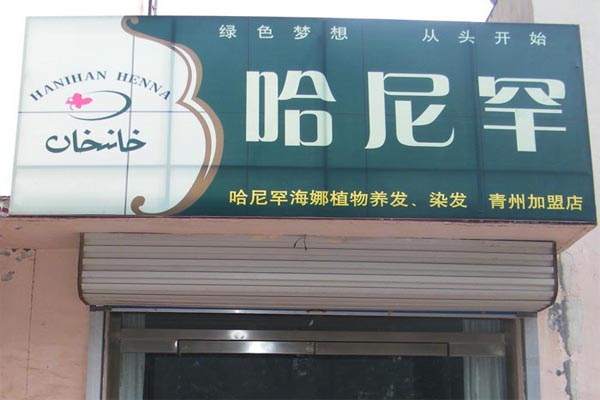 绿色梦想 从头开始
HANIHAN HENNA
خانىخان
哈尼罕
哈尼罕海娜植物养发、染发 青州加盟店